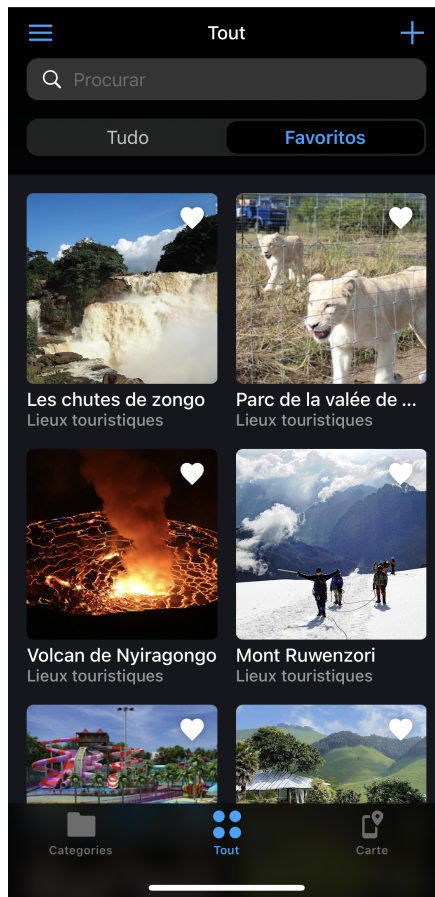 Tout
Procurar
Tudo
Favoritos
Les chutes de zongo
Lieux touristiques
Parc de la valée de ...
Lieux touristiques
Volcan de Nyiragongo
Lieux touristiques
Mont Ruwenzori
Lieux touristiques
Categories
Tout
Carte